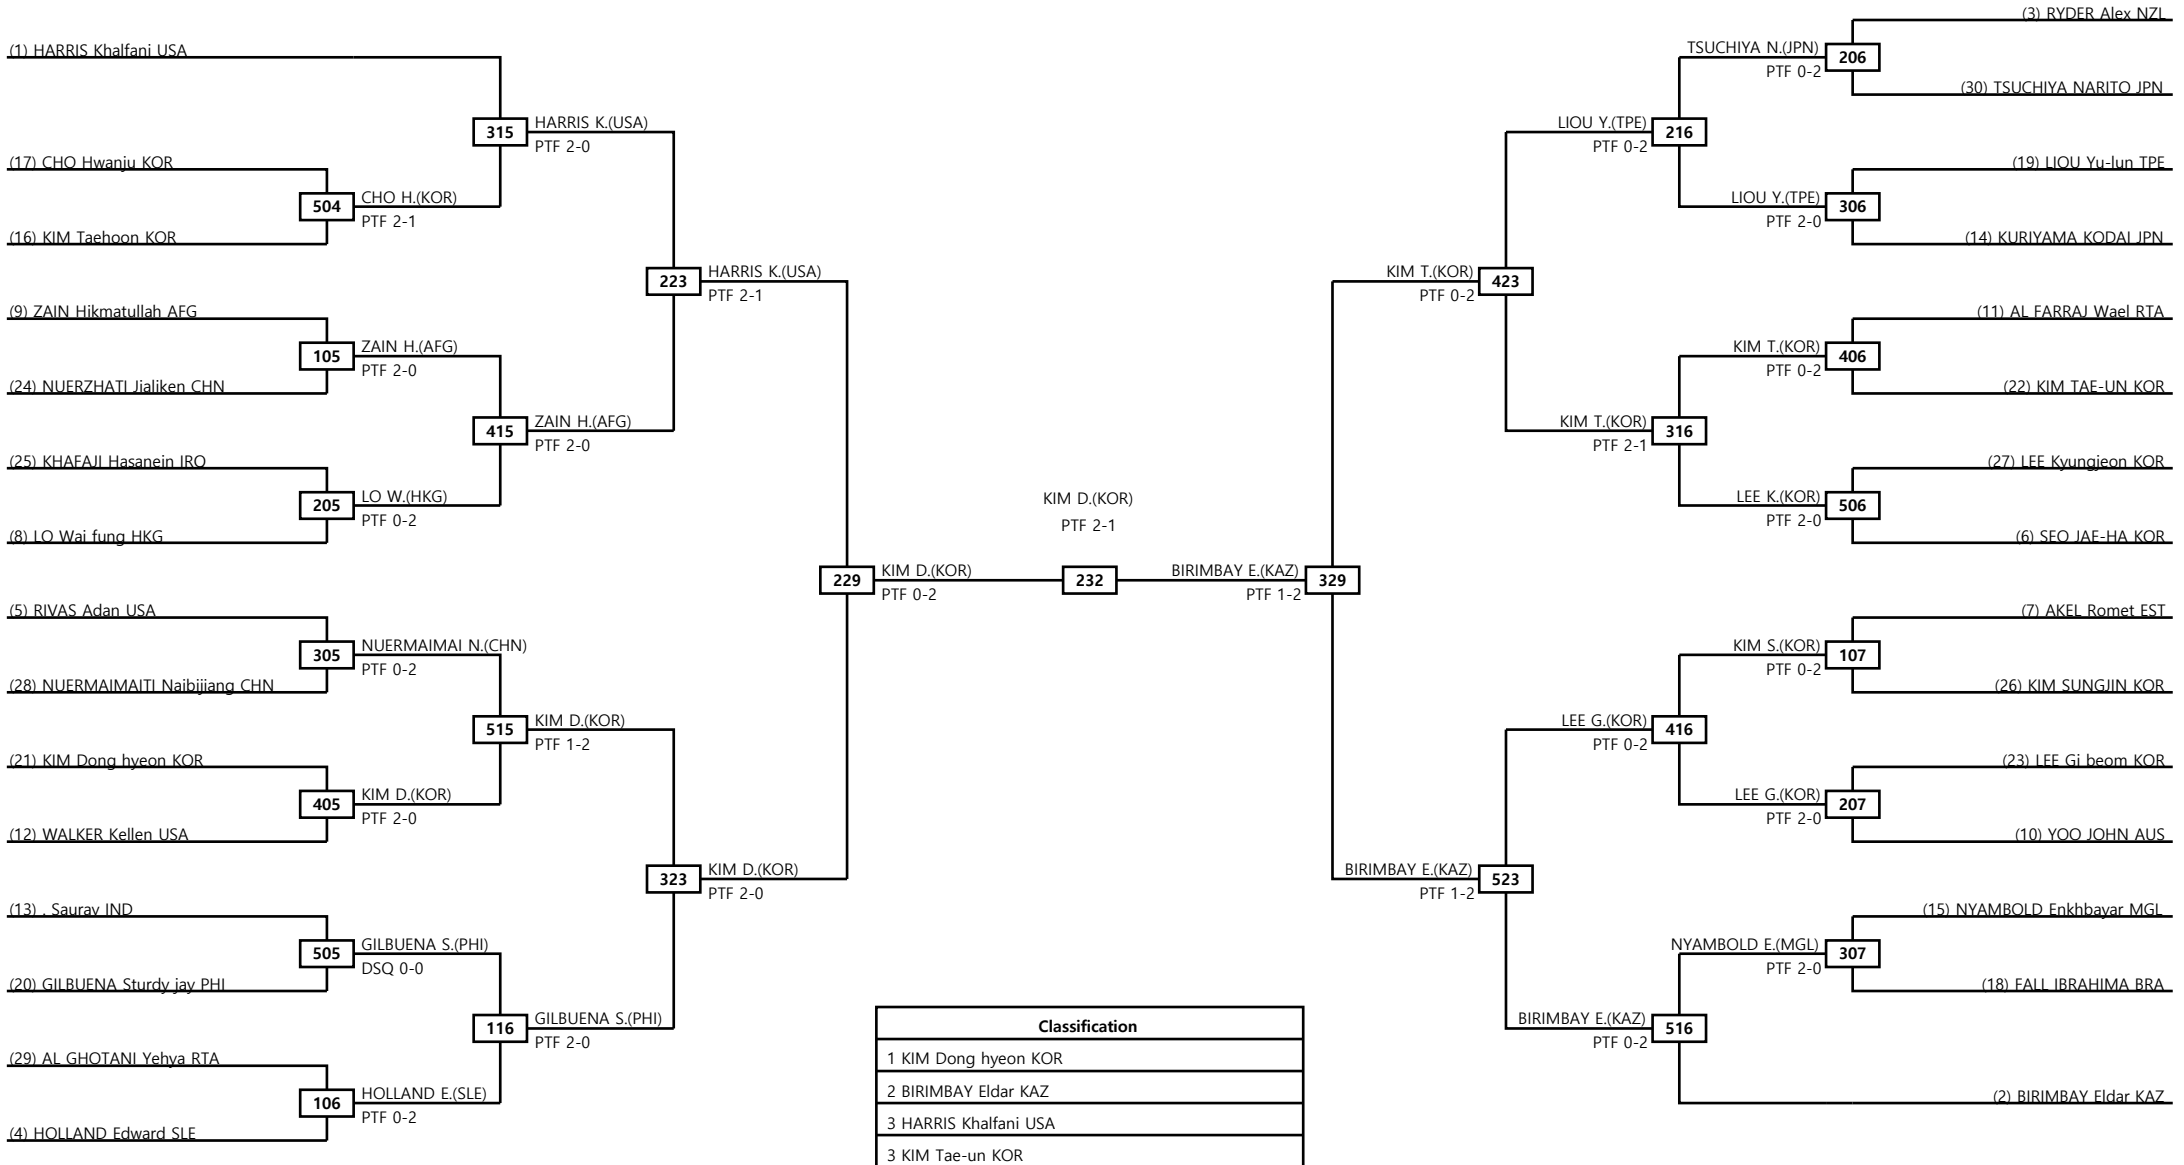 (1) HARRIS Khalfani USA
(17) CHO Hwanju KOR
(16) KIM Taehoon KOR
(9) ZAIN Hikmatullah AFG
(24) NUERZHATI Jialiken CHN
(25) KHAFAJI Hasanein IRQ
(8) LO Wai fung HKG
(5) RIVAS Adan USA
(28) NUERMAIMAITI Naibijiang CHN
(21) KIM Dong hyeon KOR
(12) WALKER Kellen USA
(13) . Saurav IND
(20) GILBUENA Sturdy jay PHI
(29) AL GHOTANI Yehya RTA
(4) HOLLAND Edward SLE
504
CHO H.(KOR)
PTF 2-1
105
ZAIN H.(AFG)
PTF 2-0
205
LO W.(HKG)
PTF 0-2
305
NUERMAIMAI N.(CHN)
PTF 0-2
405
KIM D.(KOR)
PTF 2-0
505
GILBUENA S.(PHI)
DSQ 0-0
106
HOLLAND E.(SLE)
PTF 0-2
315
HARRIS K.(USA)
PTF 2-0
415
ZAIN H.(AFG)
PTF 2-0
515
KIM D.(KOR)
PTF 1-2
116
GILBUENA S.(PHI)
PTF 2-0
223
HARRIS K.(USA)
PTF 2-1
323
KIM D.(KOR)
PTF 2-0
229
KIM D.(KOR)
PTF 0-2
KIM D.(KOR)
PTF 2-1
232
BIRIMBAY E.(KAZ)
PTF 1-2
329
KIM T.(KOR)
PTF 0-2
423
BIRIMBAY E.(KAZ)
PTF 1-2
523
LIOU Y.(TPE)
PTF 0-2
216
KIM T.(KOR)
PTF 2-1
316
LEE G.(KOR)
PTF 0-2
416
BIRIMBAY E.(KAZ)
PTF 0-2
516
TSUCHIYA N.(JPN)
PTF 0-2
206
LIOU Y.(TPE)
PTF 2-0
306
KIM T.(KOR)
PTF 0-2
406
LEE K.(KOR)
PTF 2-0
506
KIM S.(KOR)
PTF 0-2
107
LEE G.(KOR)
PTF 2-0
207
NYAMBOLD E.(MGL)
PTF 2-0
307
(3) RYDER Alex NZL
(30) TSUCHIYA NARITO JPN
(19) LIOU Yu-lun TPE
(14) KURIYAMA KODAI JPN
(11) AL FARRAJ Wael RTA
(22) KIM TAE-UN KOR
(27) LEE Kyungjeon KOR
(6) SEO JAE-HA KOR
(7) AKEL Romet EST
(26) KIM SUNGJIN KOR
(23) LEE Gi beom KOR
(10) YOO JOHN AUS
(15) NYAMBOLD Enkhbayar MGL
(18) FALL IBRAHIMA BRA
(2) BIRIMBAY Eldar KAZ
Classification
1 KIM Dong hyeon KOR
2 BIRIMBAY Eldar KAZ
3 HARRIS Khalfani USA
3 KIM Tae-un KOR